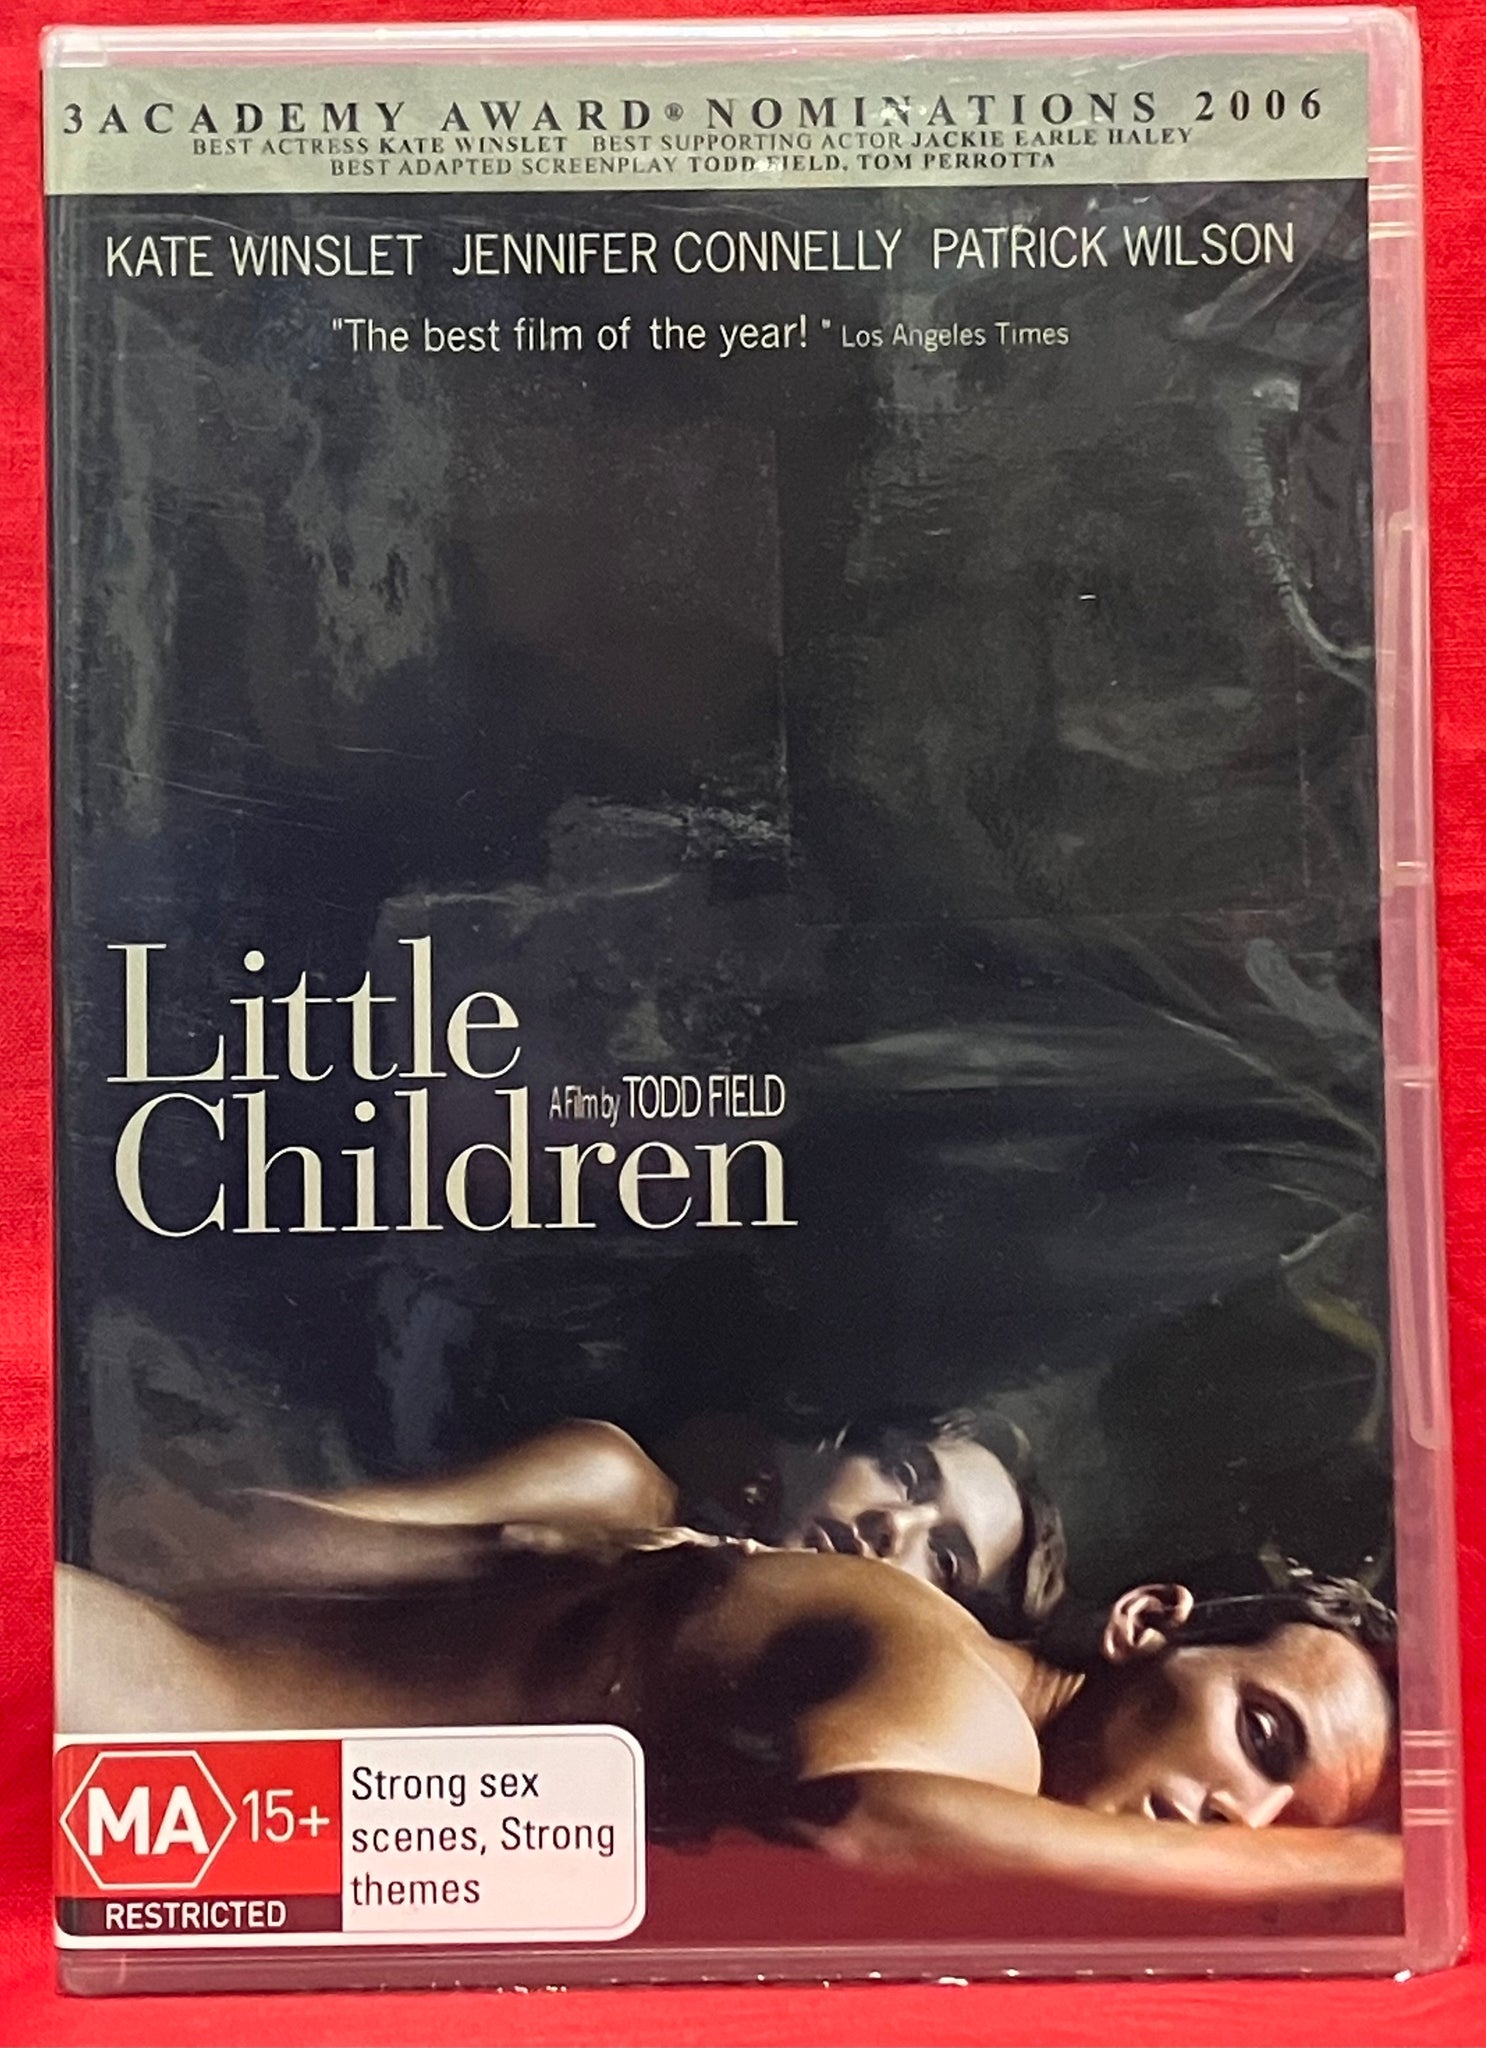 3 ACADEMY AWARD® NOMINATIONS 2006
BEST ACTRESS KATE WINSLET BEST SUPPORTING ACTOR JACKIE EARLE HALEY
BEST ADAPTED SCREENPLAY TODD FIELD, TOM PERROTTA
KATE WINSLET JENNIFER CONNELLY PATRICK WILSON
"The best film of the year!" Los Angeles Times
Little
A Film by TODD FIELD
Children
MA 15+
RESTRICTED
Strong sex
scenes, Strong
themes